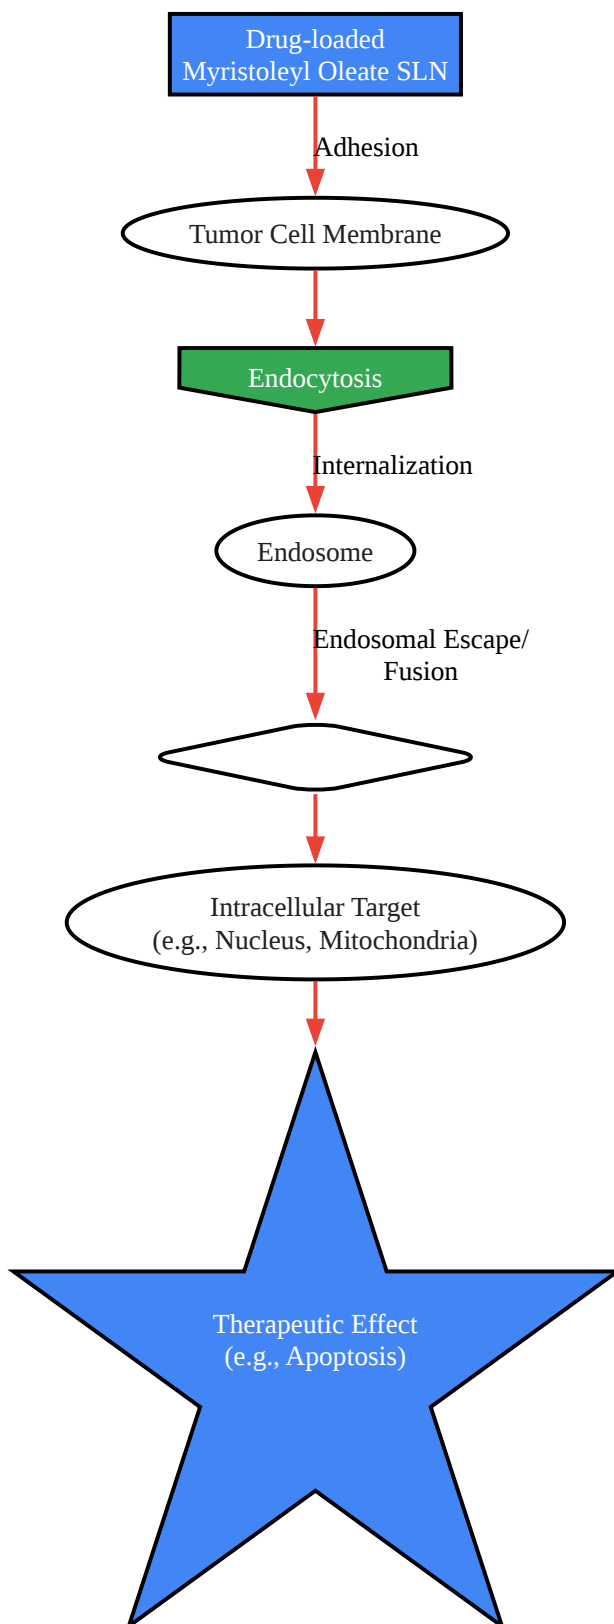 Drug-loaded
Myristoleyl Oleate SLN
Adhesion
Tumor Cell Membrane
Endocytosis
Internalization
Endosome
Endosomal Escape/
Fusion
Intracellular Target
(e.g., Nucleus, Mitochondria)
Therapeutic Effect
(e.g., Apoptosis)